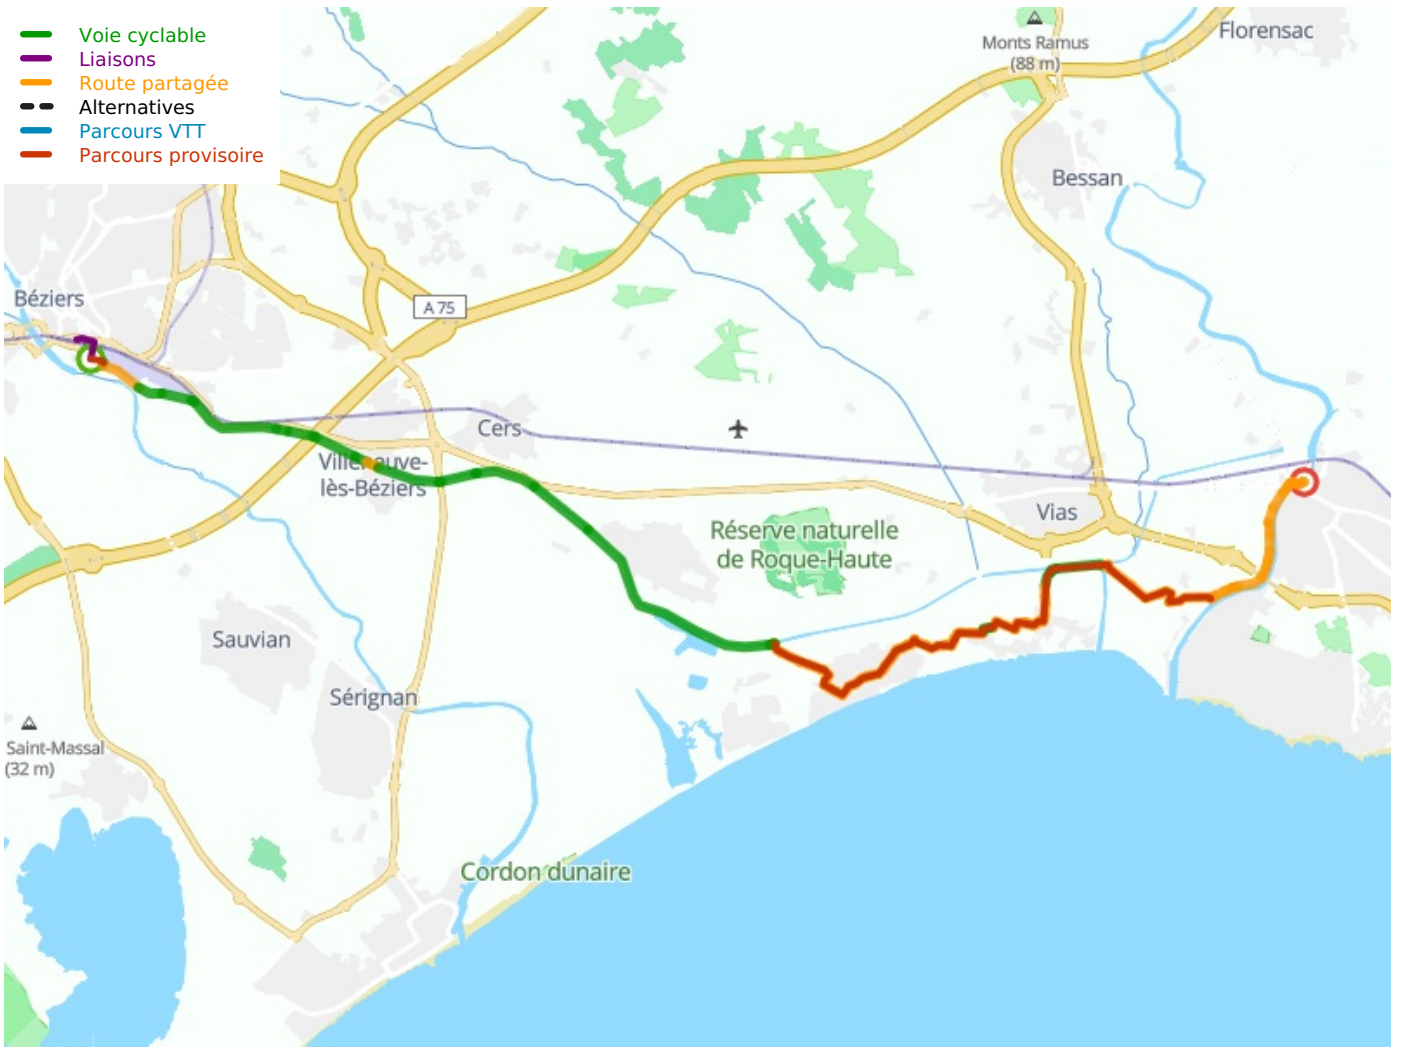 Voie cyclable
Liaisons
Route partagée
Alternatives
Parcours VTT
Parcours provisoire
Florensac
Monts Ramus
(88 m)
Bessan
Béziers
A 75
Cers
Villeneuve-
lès-Béziers
Vias
Réserve naturelle
de Roque-Haute
Sauvian
Sérignan
Saint-Massal
(32 m)
Cordon dunaire